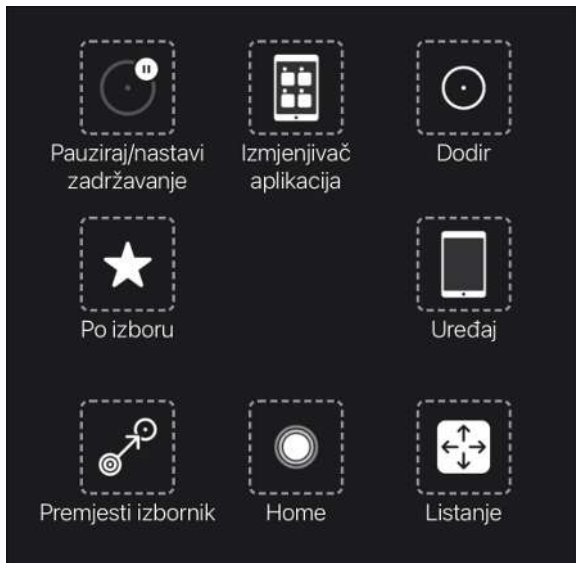 Pauziraj/nastavi
zadržavanje
Izmjenjivač
aplikacija
Dodir
Po izboru
Uređaj
Premjesti izbornik
Home
Listanje